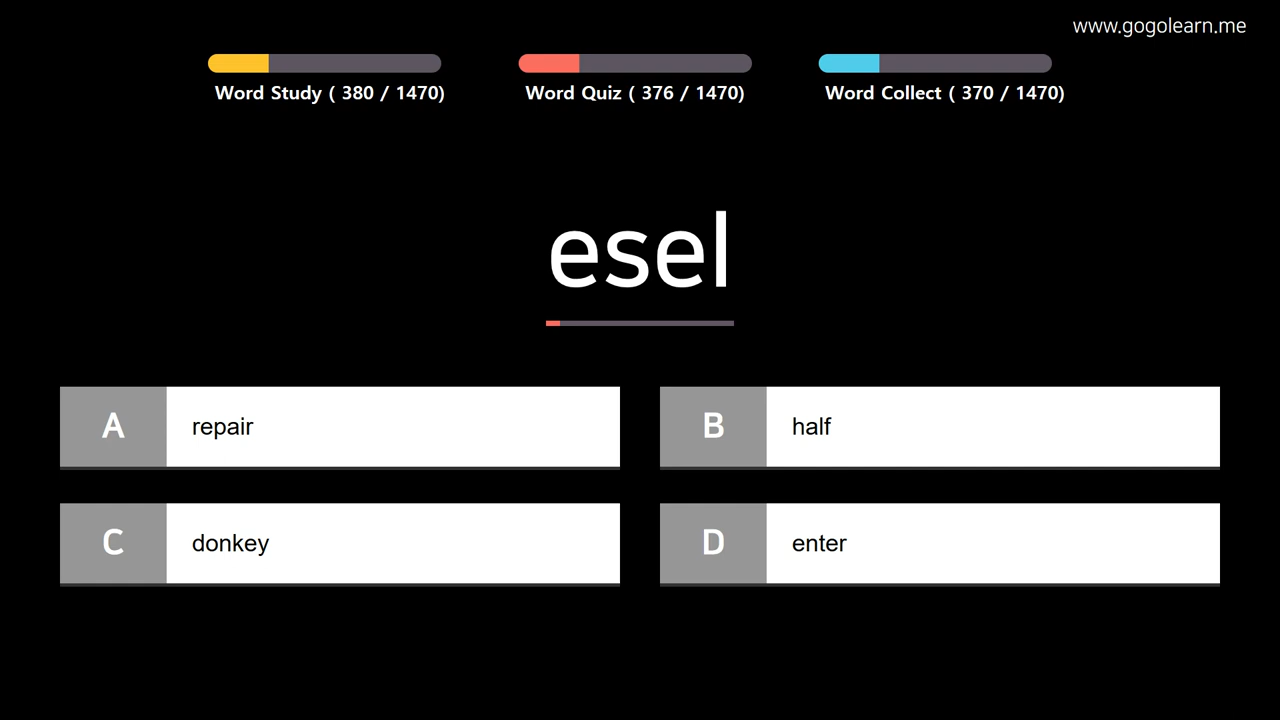 www.gogolearn.me
Word Study ( 380 / 1470)
Word Quiz ( 376 / 1470)
Word Collect ( 370 / 1470)
esel
A repair
B half
C donkey
D enter